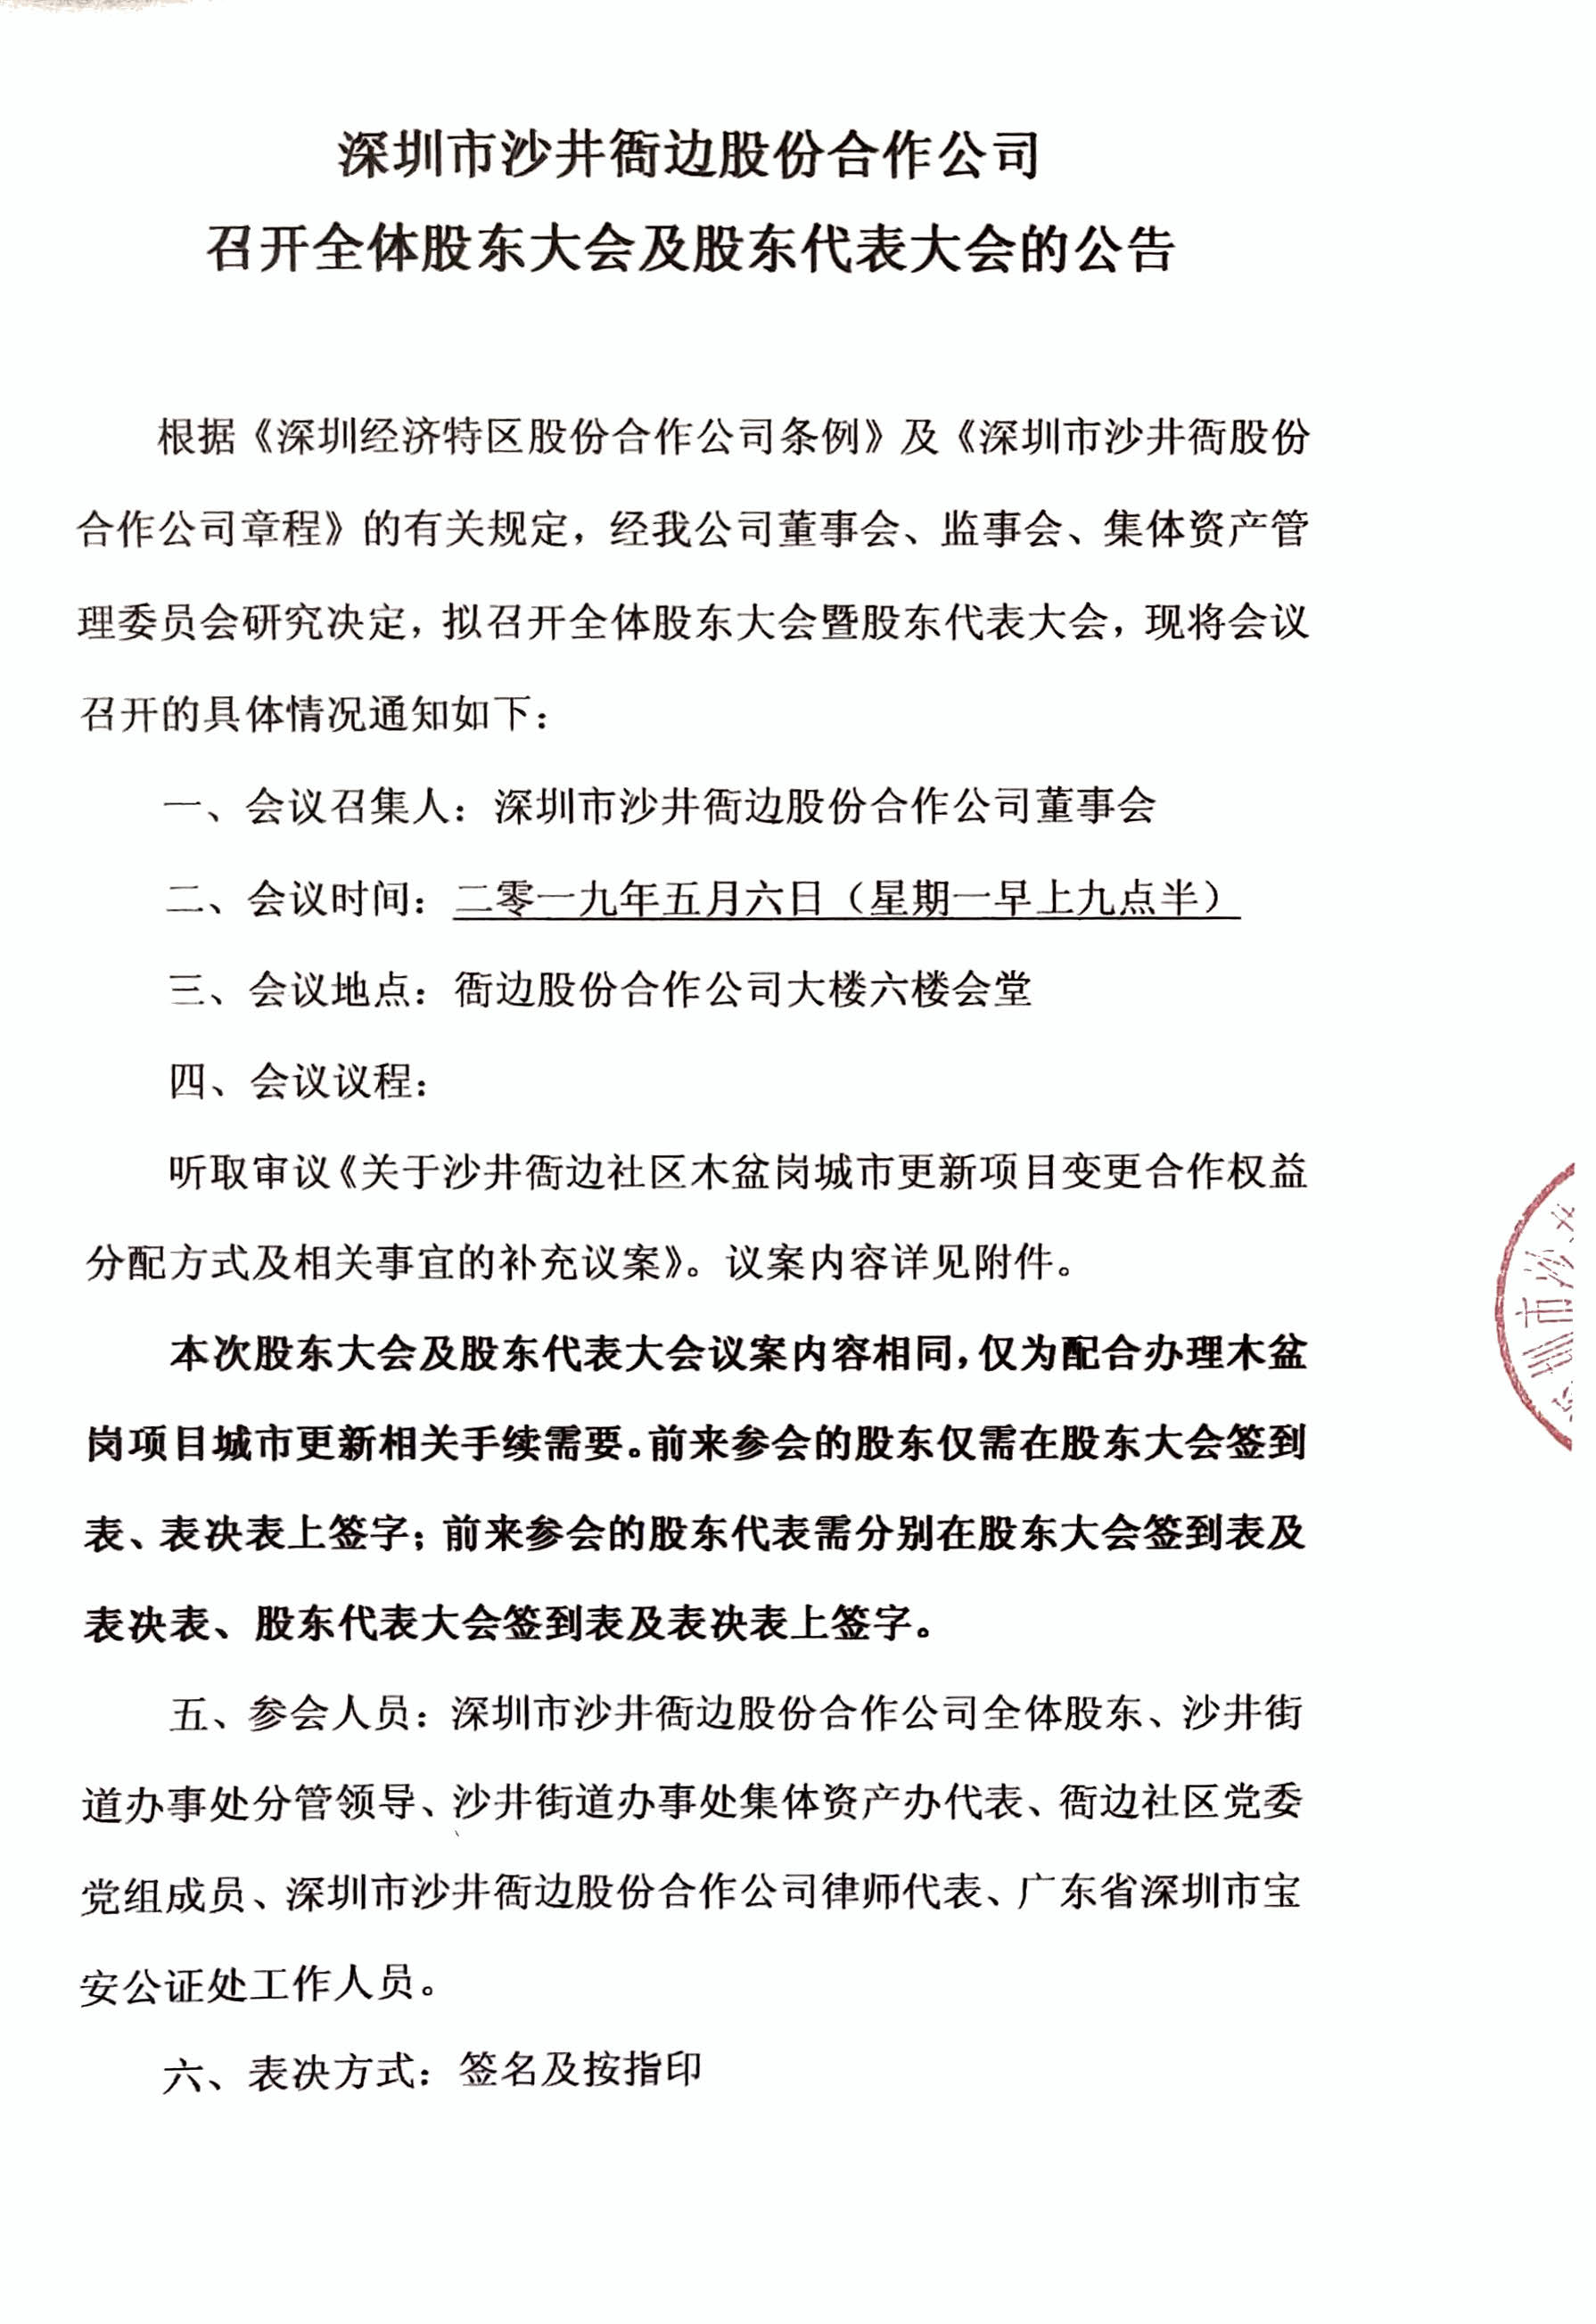 深圳市沙井衙边股份合作公司
召开全体股东大会及股东代表大会的公告
根据《深圳经济特区股份合作公司条例》及《深圳市沙井衙股份
合作公司章程》的有关规定，经我公司董事会、监事会、集体资产管
理委员会研究决定，拟召开全体股东大会暨股东代表大会，现将会议
召开的具体情况通知如下：
一、会议召集人：深圳市沙井衙边股份合作公司董事会
二、会议时间：二零一九年五月六日（星期一早上九点半）
三、会议地点：衙边股份合作公司大楼六楼会堂
四、会议议程：
听取审议《关于沙井衙边社区木盆岗城市更新项目变更合作权益
分配方式及相关事宜的补充议案》。议案内容详见附件。
本次股东大会及股东代表大会议案内容相同，仅为配合办理木盆
岗项目城市更新相关手续需要。前来参会的股东仅需在股东大会签到
表、表决表上签字；前来参会的股东代表需分别在股东大会签到表及
表决表、股东代表大会签到表及表决表上签字。
五、参会人员：深圳市沙井衙边股份合作公司全体股东、沙井街
道办事处分管领导、沙井街道办事处集体资产办代表、衙边社区党委
党组成员、深圳市沙井衙边股份合作公司律师代表、广东省深圳市宝
安公证处工作人员。
六、表决方式：签名及按指印
圳市沙井